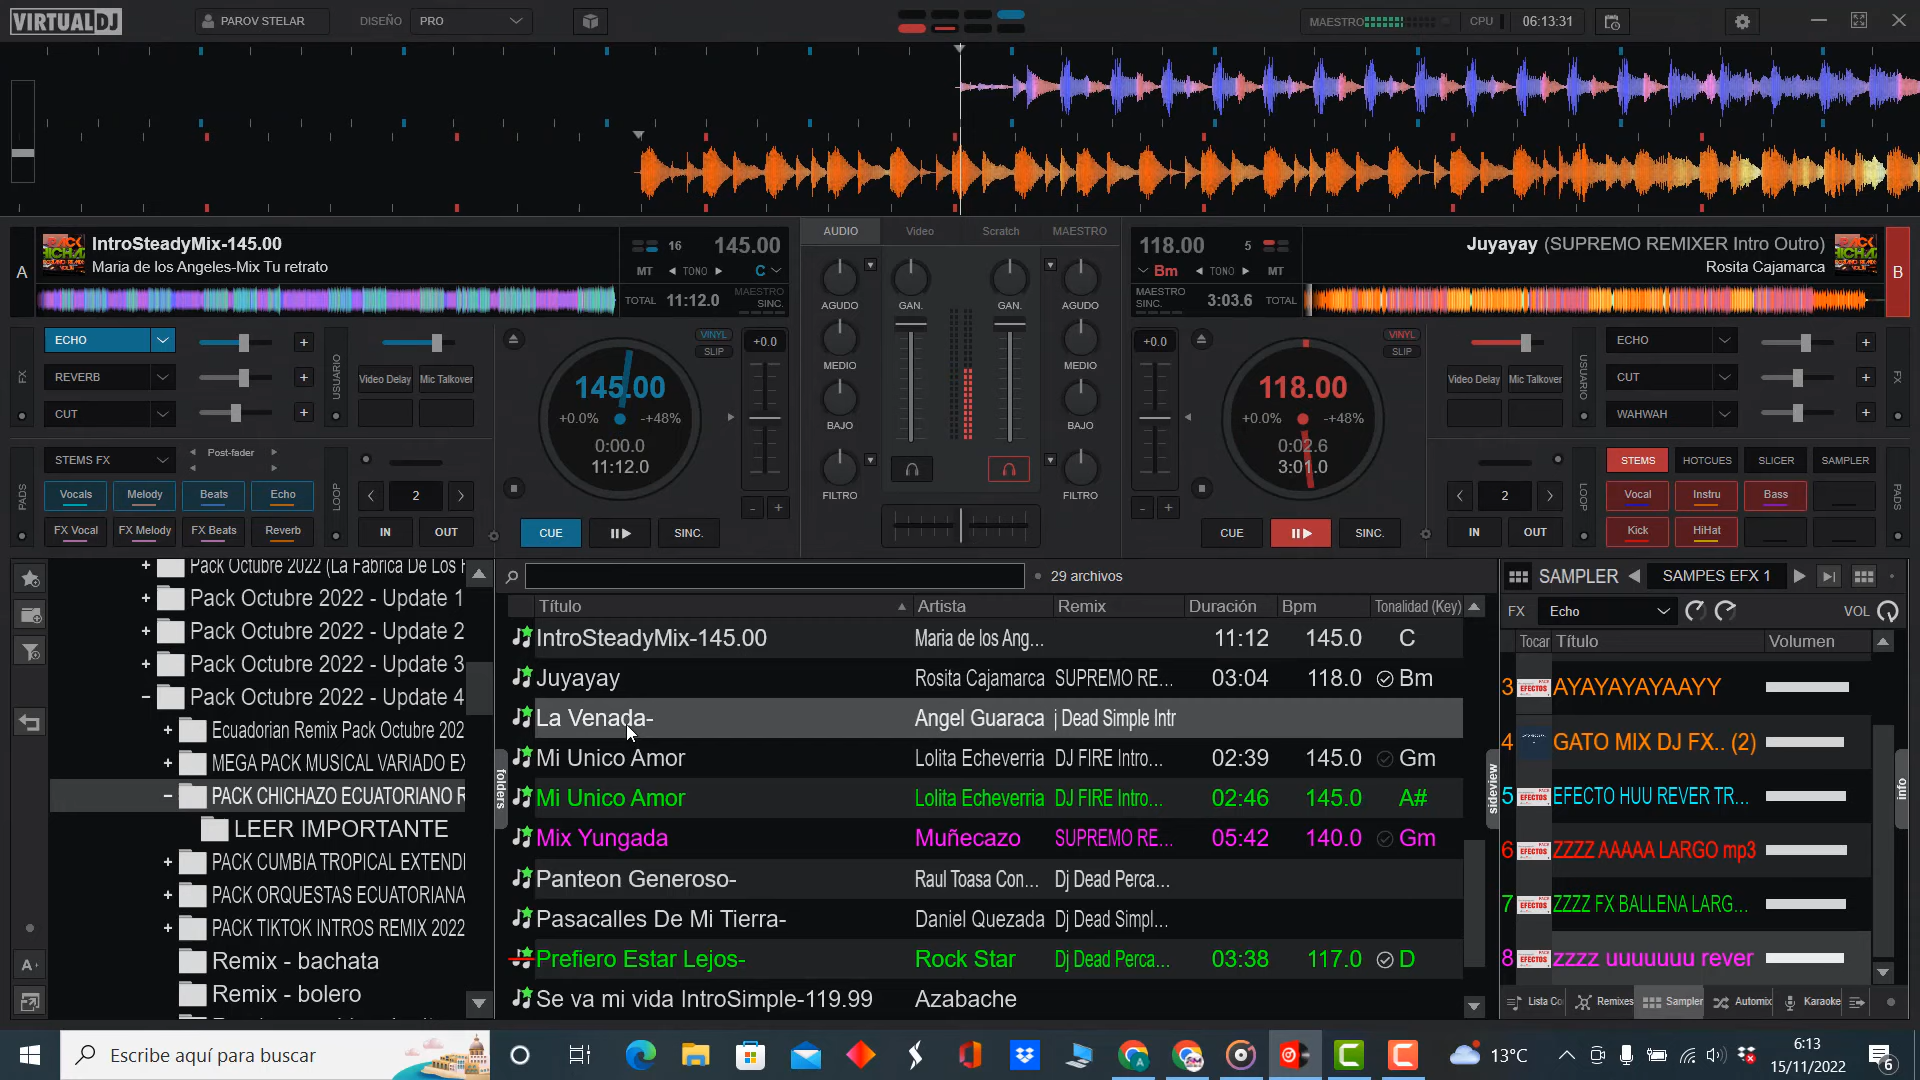 VIRTUALDJ
PAROV STELAR
DISEÑO
PRO
MAESTRO
CPU
06:13:31
A
IntroSteadyMix-145.00
Maria de los Angeles-Mix Tu retrato
16
145.00
MT
TONO
C
TOTAL 11:12.0
MAESTRO SINC.
AUDIO
Video
Scratch
MAESTRO
118.00
5
Bm
TONO
MT
MAESTRO SINC.
3:03.6 TOTAL
Juyayay (SUPREMO REMIXER Intro Outro)
Rosita Cajamarca
B
FX
ECHO
REVERB
CUT
USUARIO
Video Delay
Mic Talkover
VINYL
SLIP
145.00
+0.0%
-+48%
0:00.0
11:12.0
+0.0
AGUDO
GAN.
GAN.
AGUDO
MEDIO
MEDIO
BAJO
BAJO
FILTRO
FILTRO
+0.0
VINYL
SLIP
118.00
+0.0%
-+48%
0:02.6
3:01.0
Video Delay
Mic Talkover
USUARIO
ECHO
CUT
WAHWAH
FX
PADS
STEMS FX
Post-fader
Vocals
Melody
Beats
Echo
FX Vocal
FX Melody
FX Beats
Reverb
LOOP
2
IN
OUT
CUE
SINC.
CUE
SINC.
2
IN
OUT
LOOP
STEMS
HOTCUES
SLICER
SAMPLER
Vocal
Instru
Bass
Kick
HiHat
PADS
Pack Octubre 2022 (La Fabrica De Los
Pack Octubre 2022 - Update 1
Pack Octubre 2022 - Update 2
Pack Octubre 2022 - Update 3
Pack Octubre 2022 - Update 4
Ecuadorian Remix Pack Octubre 202
MEGA PACK MUSICAL VARIADO EX
PACK CHICHAZO ECUATORIANO R
LEER IMPORTANTE
PACK CUMBIA TROPICAL EXTENDI
PACK ORQUESTAS ECUATORIANA
PACK TIKTOK INTROS REMIX 2022
Remix - bachata
Remix - bolero
folders
29 archivos
Título Artista Remix Duración Bpm Tonalidad (Key)
IntroSteadyMix-145.00 Maria de los Ang... 11:12 145.0 C
Juyayay Rosita Cajamarca SUPREMO RE... 03:04 118.0 Bm
La Venada- Angel Guaraca j Dead Simple Intr
Mi Unico Amor Lolita Echeverria DJ FIRE Intro... 02:39 145.0 Gm
Mi Unico Amor Lolita Echeverria DJ FIRE Intro... 02:46 145.0 A#
Mix Yungada Muñecazo SUPREMO RE... 05:42 140.0 Gm
Panteon Generoso- Raul Toasa Con... Dj Dead Perca...
Pasacalles De Mi Tierra- Daniel Quezada Dj Dead Simpl...
Prefiero Estar Lejos- Rock Star Dj Dead Perca... 03:38 117.0 D
Se va mi vida IntroSimple-119.99 Azabache
sideview
SAMPLER
SAMPES EFX 1
FX
Echo
VOL
Tocar Título Volumen
3 AYAYAYAYAAYY
4 GATO MIX DJ FX.. (2)
5 EFECTO HUU REVER TR...
6 ZZZZ AAAAA LARGO mp3
7 ZZZZ FX BALLENA LARG...
8 zzzz uuuuuuu rever
info
Lista Co
Remixes
Sampler
Automix
Karaoke
Escribe aquí para buscar
13°C
6:13
15/11/2022
6